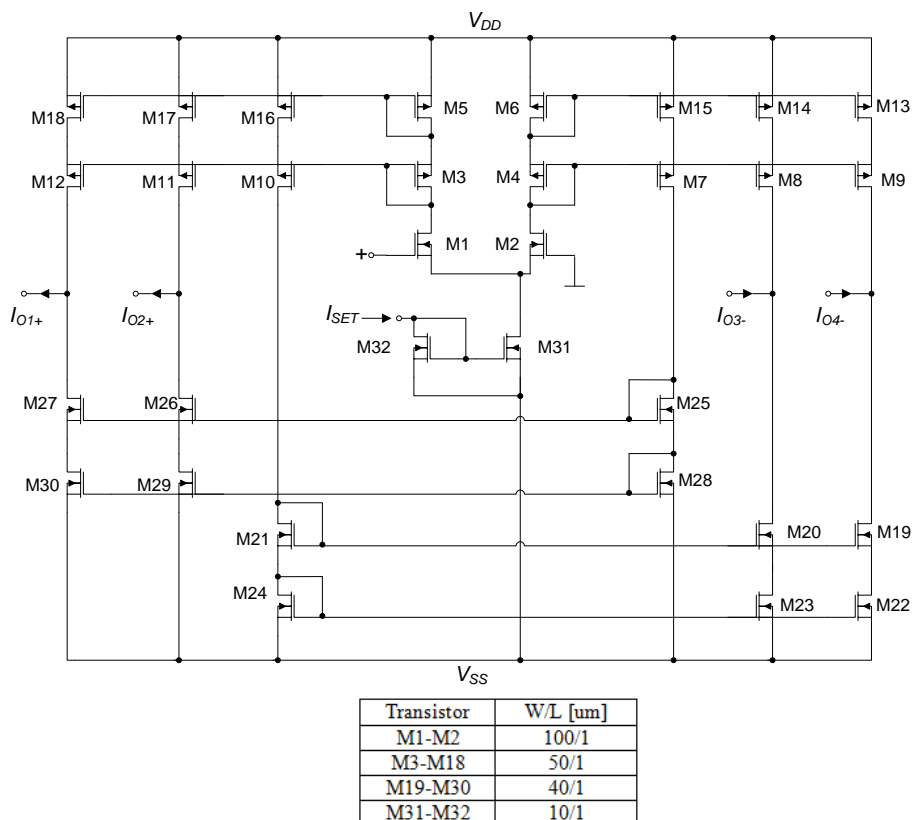 VDD
M18 M17 M16 M5 M6 M15 M14 M13
M12 M11 M10 M3 M4 M7 M8 M9
+ M1 M2
IO1+ IO2+ ISET IO3- IO4-
M32 M31
M27 M26 M25
M30 M29 M28
M21 M20 M19
M24 M23 M22
VSS
Transistor W/L [um]
M1-M2 100/1
M3-M18 50/1
M19-M30 40/1
M31-M32 10/1